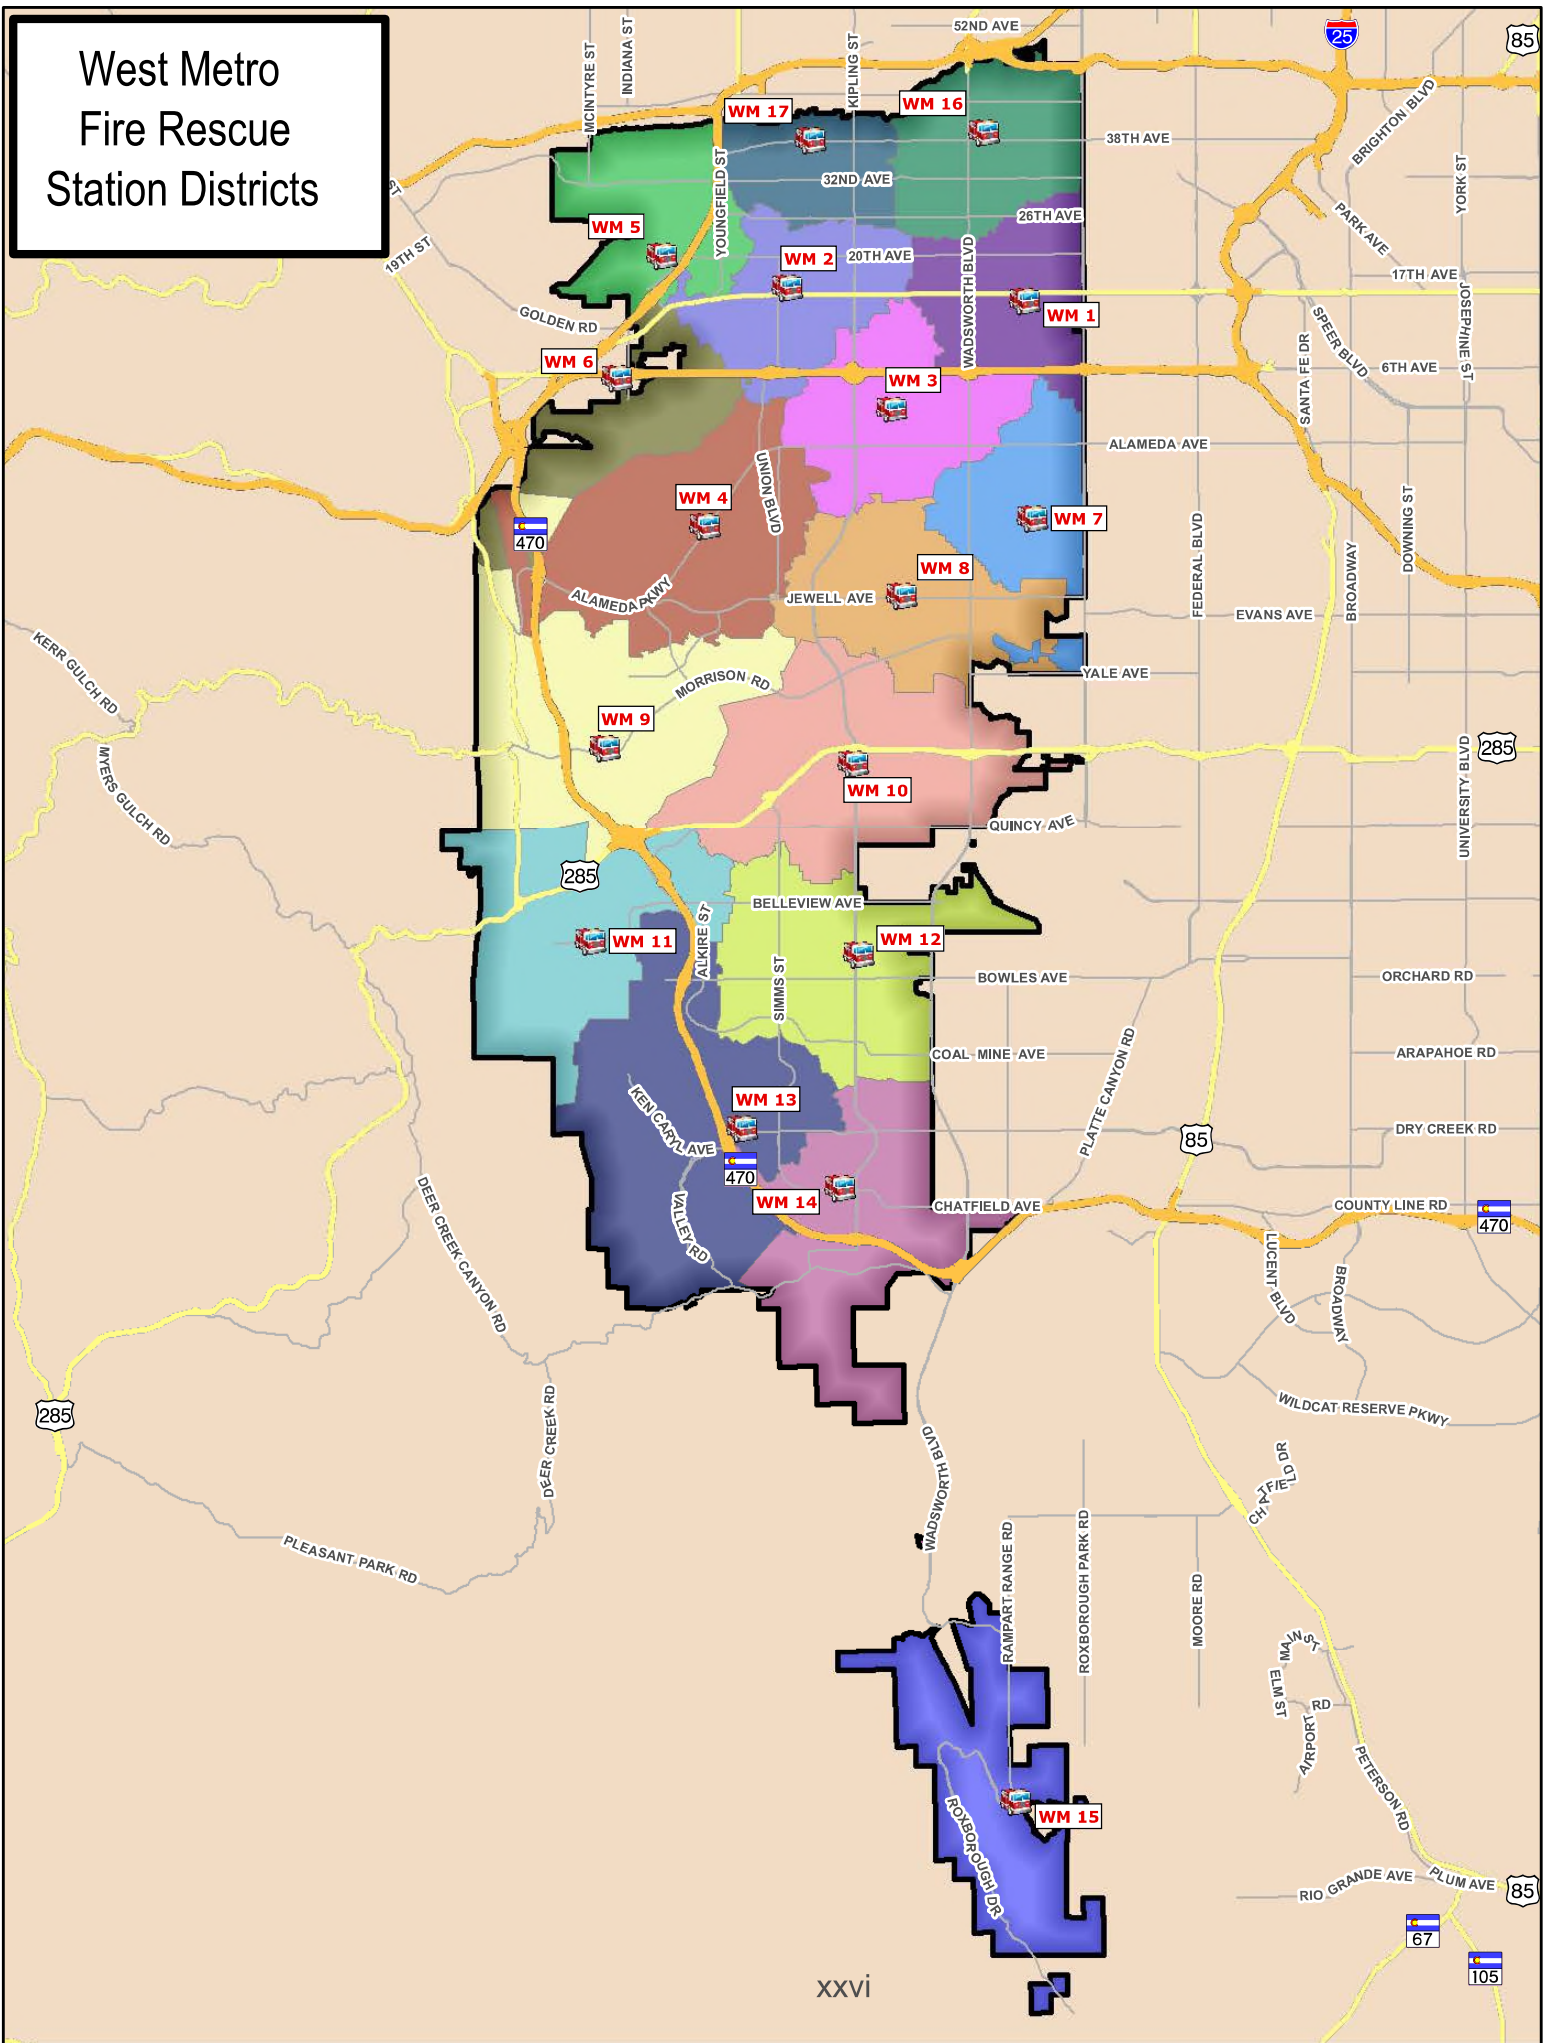 West Metro
Fire Rescue
Station Districts
52ND AVE
25
85
MCINTYRE ST
INDIANA ST
KIPLING ST
WM 17
WM 16
38TH AVE
BRIGHTON BLVD
YORK ST
32ND AVE
ST
YOUNGFIELD ST
26TH AVE
PARK AVE
WM 5
19TH ST
WM 2
20TH AVE
WADSWORTH BLVD
17TH AVE
GOLDEN RD
WM 1
SPEER BLVD
JOSEPHINE ST
SANTA FE DR
WM 6
WM 3
6TH AVE
ALAMEDA AVE
UNION BLVD
WM 4
WM 7
470
DOWNING ST
FEDERAL BLVD
BROADWAY
WM 8
ALAMEDA PKWY
JEWELL AVE
EVANS AVE
KERR GULCH RD
MORRISON RD
YALE AVE
WM 9
285
UNIVERSITY BLVD
MYERS GULCH RD
WM 10
QUINCY AVE
285
BELLEVIEW AVE
WM 11
ALKIRE ST
WM 12
SIMMS ST
BOWLES AVE
ORCHARD RD
COAL MINE AVE
ARAPAHOE RD
PLATTE CANYON RD
KEN CARYL AVE
WM 13
85
DRY CREEK RD
470
WM 14
CHATFIELD AVE
COUNTY LINE RD
470
VALLEY RD
DEER CREEK CANYON RD
LUCENT BLVD
BROADWAY
285
DEER CREEK RD
WILDCAT RESERVE PKWY
WADSWORTH BLVD
CHATFIELD DR
PLEASANT PARK RD
RAMPART RANGE RD
ROXBOROUGH PARK RD
MOORE RD
MAIN ST
ELM ST
AIRPORT RD
PETERSON RD
WM 15
ROXBOROUGH DR
RIO GRANDE AVE
PLUM AVE
85
67
105
xxvi